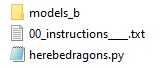 models_b
00_instructions____.txt
herebedragons.py